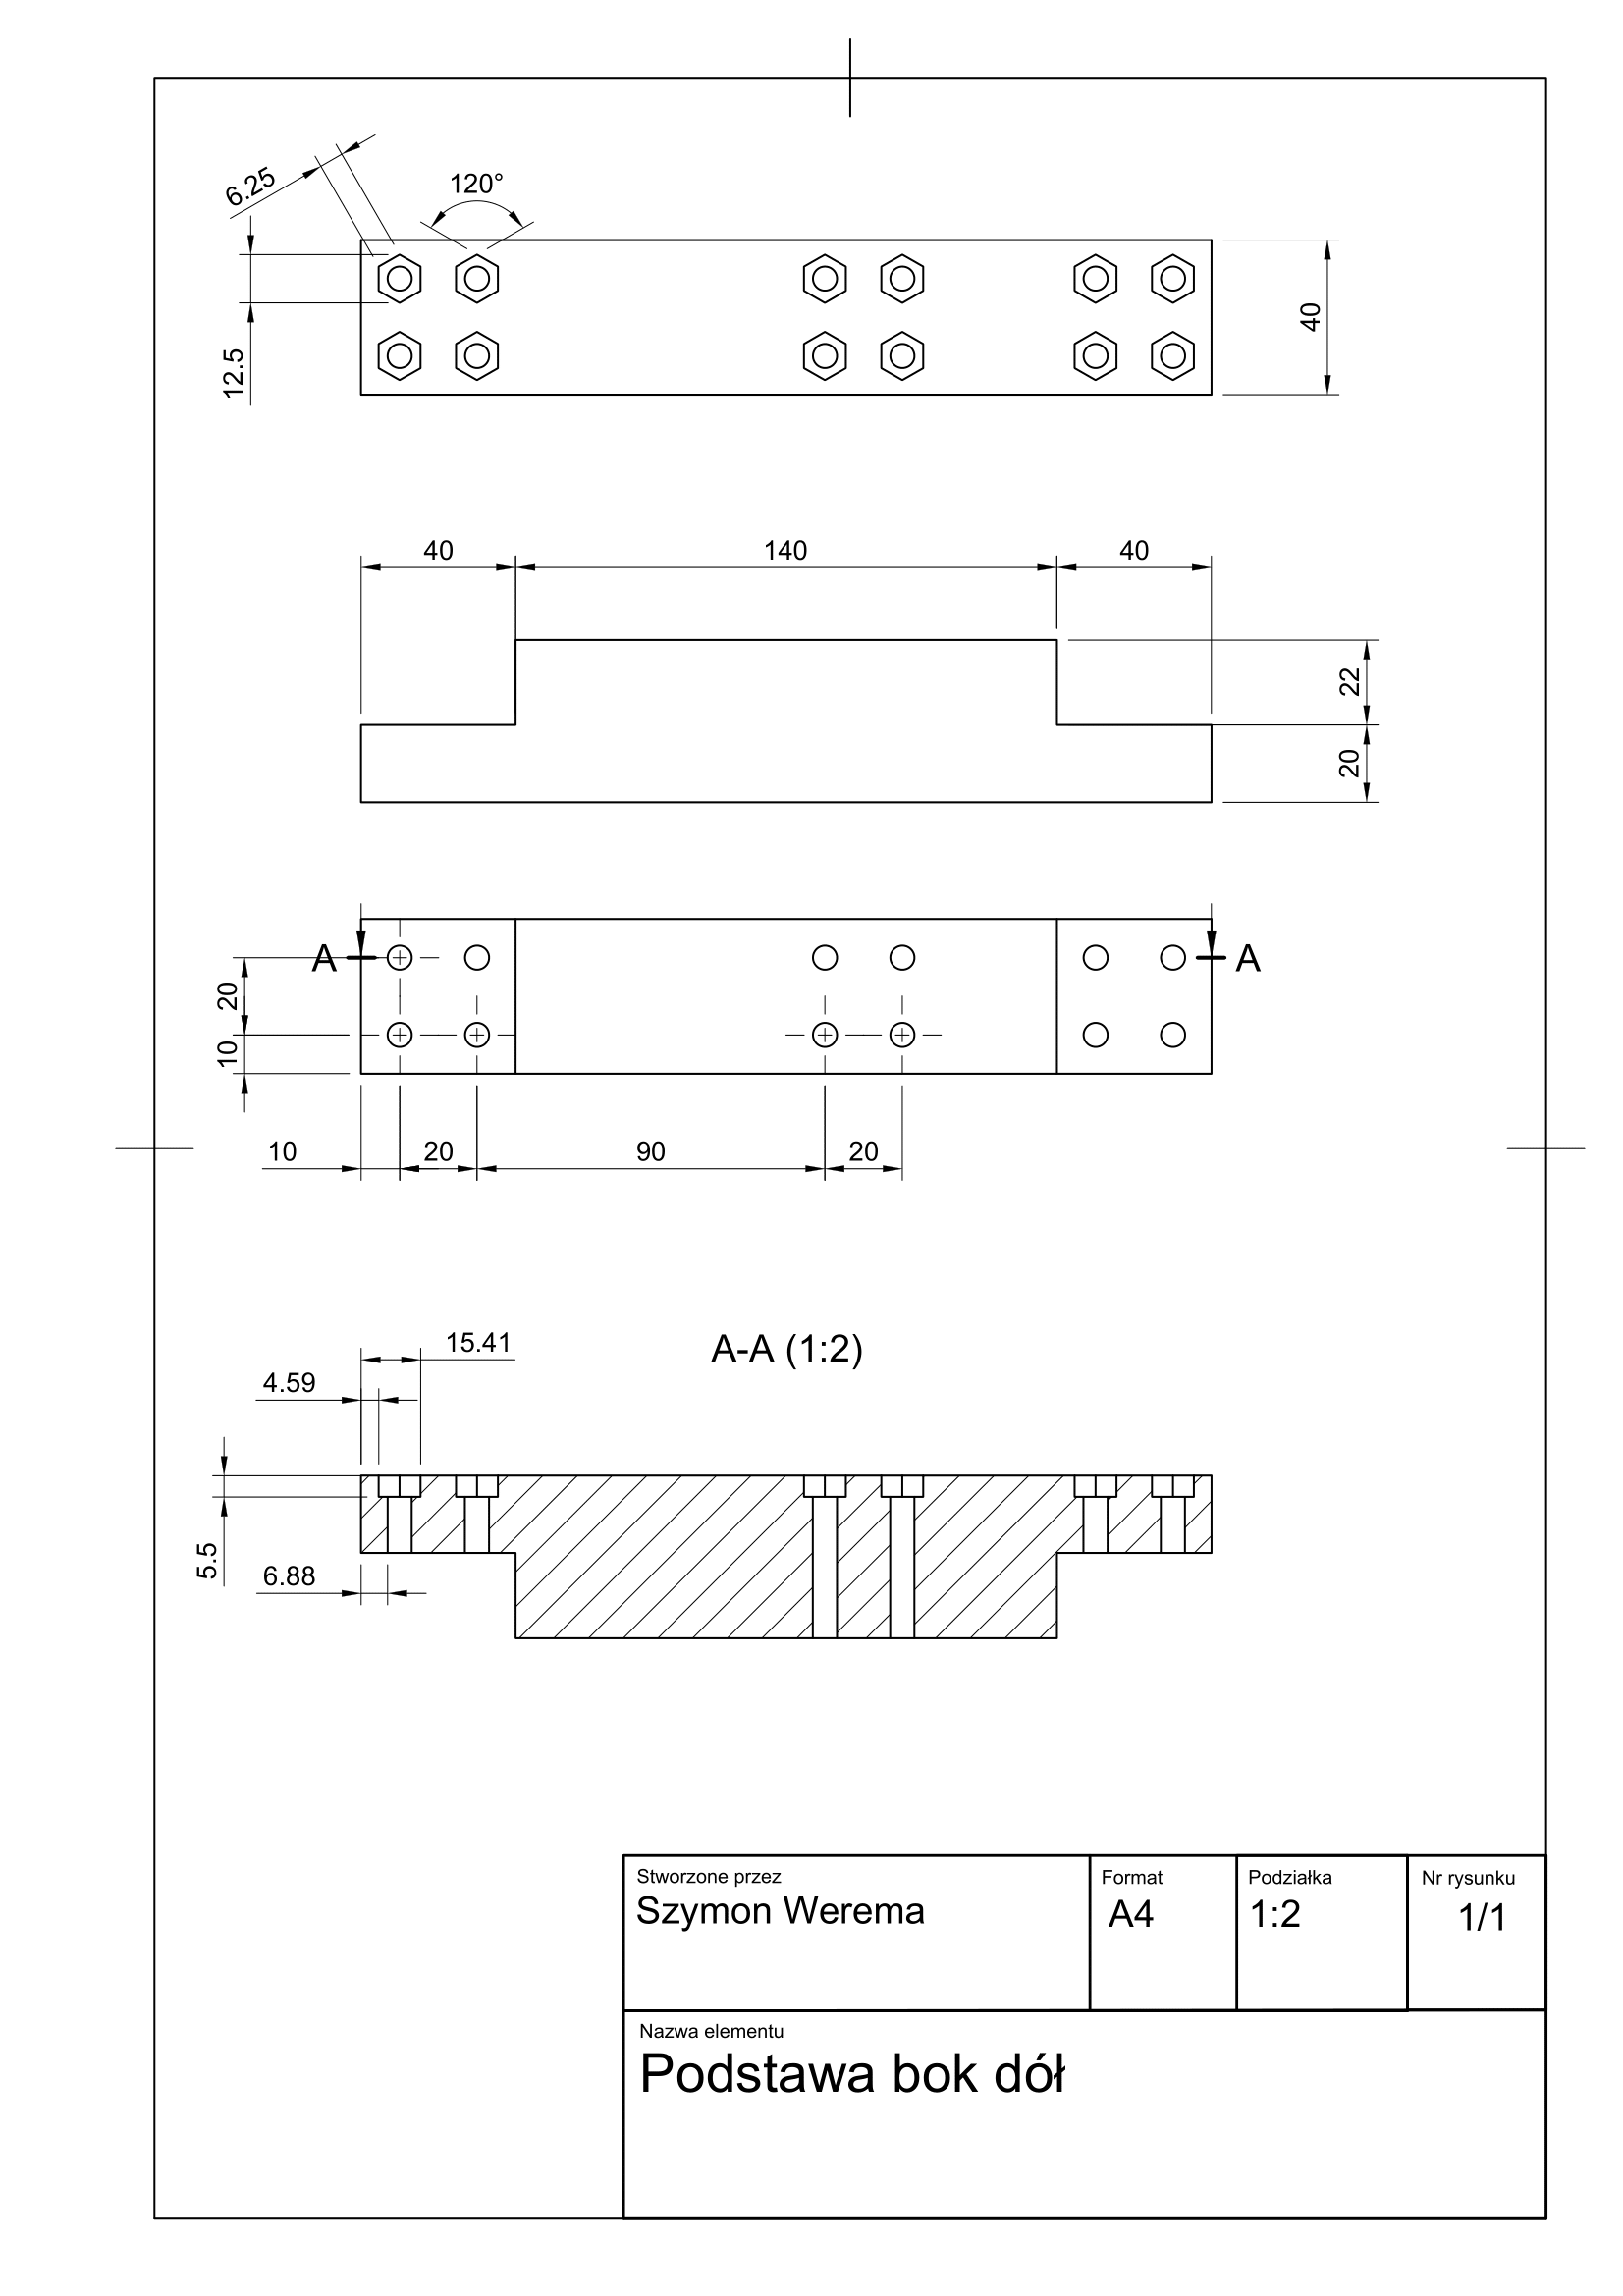 6.25
120°
12.5
40
40
140
40
22
20
A
A
20
10
10
20
90
20
A-A (1:2)
15.41
4.59
5.5
6.88
Stworzone przez
Szymon Werema
Format
A4
Podziałka
1:2
Nr rysunku
1/1
Nazwa elementu
Podstawa bok dół